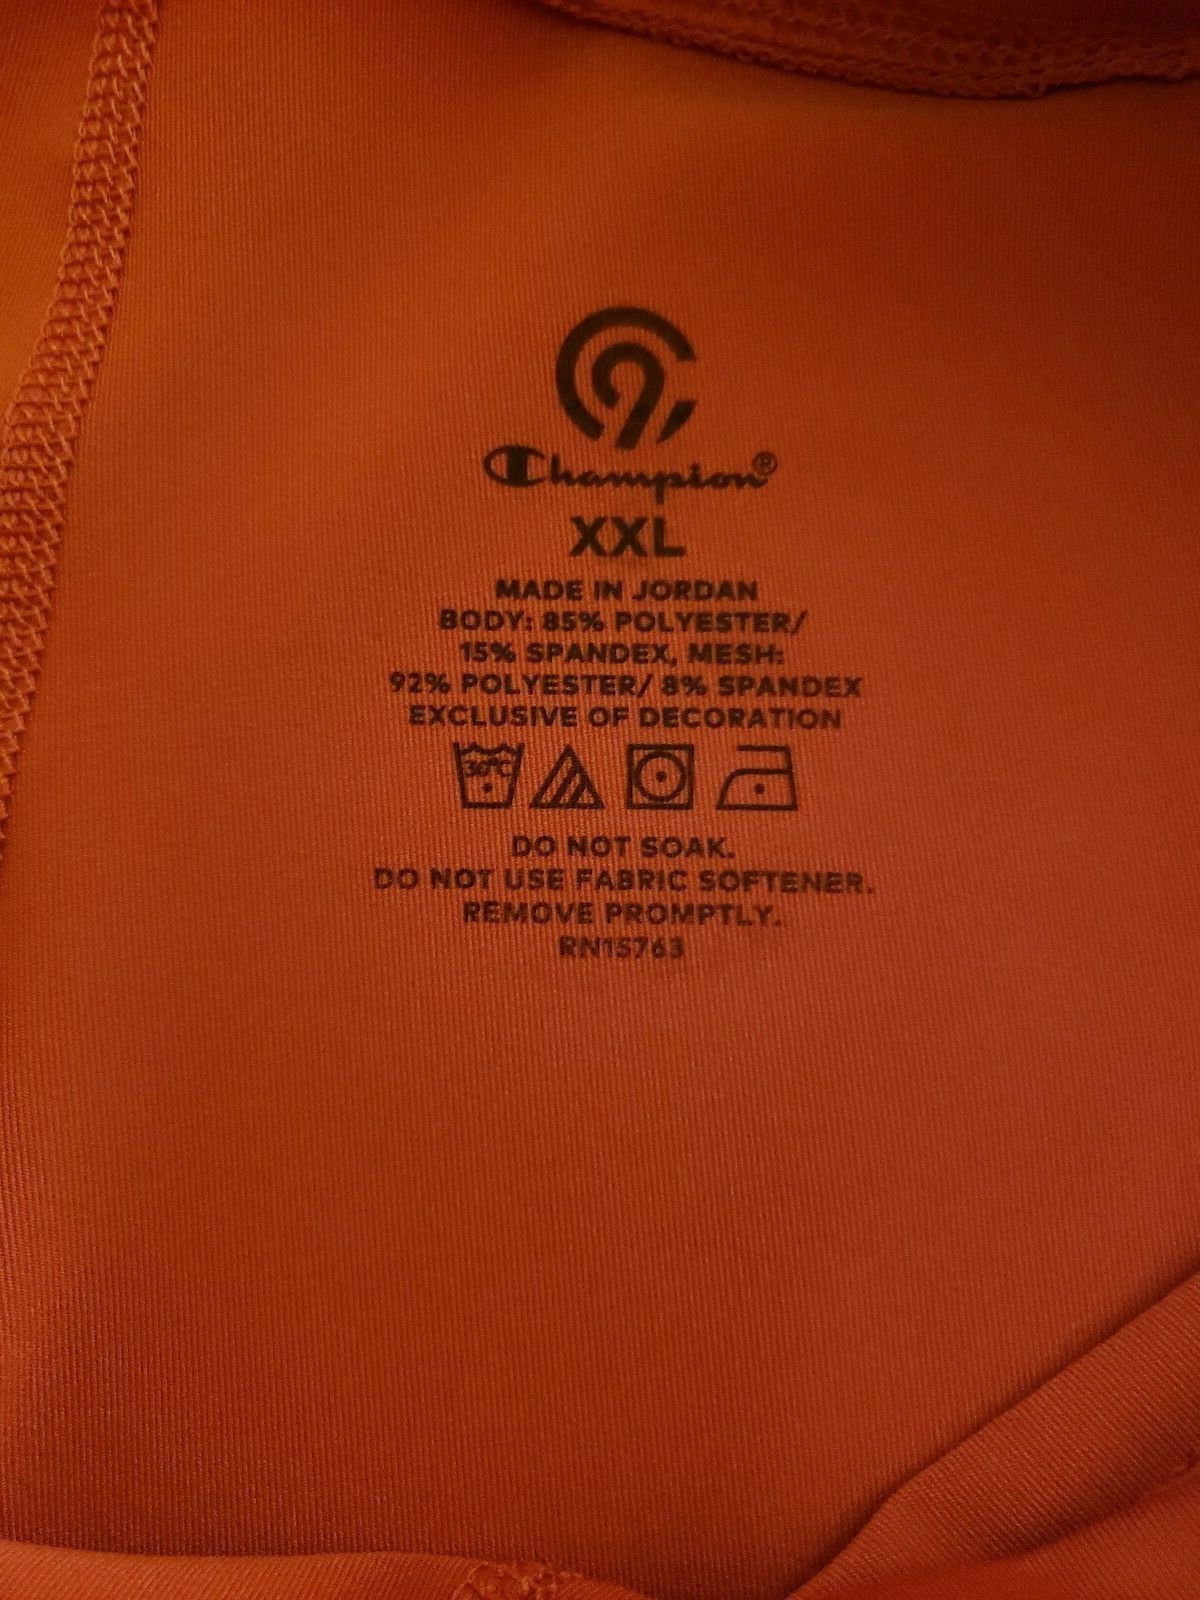 C9
Champion®
XXL
MADE IN JORDAN
BODY: 85% POLYESTER/
15% SPANDEX, MESH:
92% POLYESTER/ 8% SPANDEX
EXCLUSIVE OF DECORATION
30°C
DO NOT SOAK.
DO NOT USE FABRIC SOFTENER.
REMOVE PROMPTLY.
RN15763